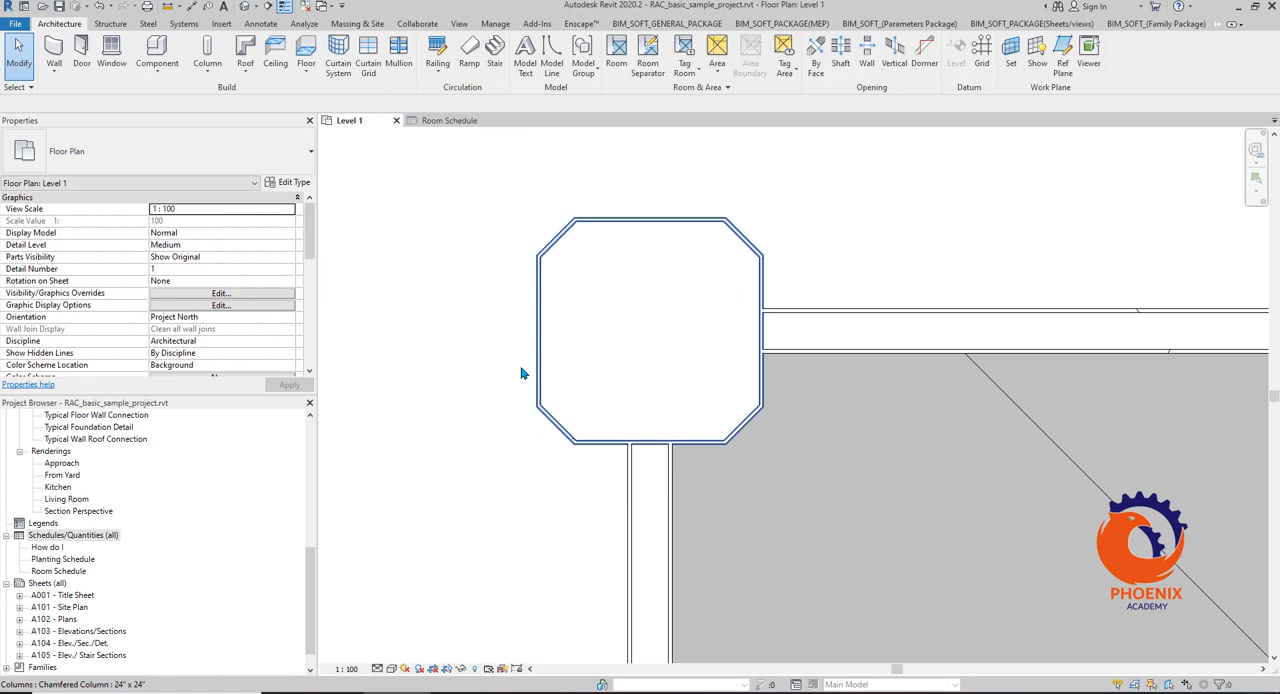 Autodesk Revit 2020.2 - RAC_basic_sample_project.rvt - Floor Plan: Level 1
Sign In
File Architecture Structure Steel Systems Insert Annotate Analyze Massing & Site Collaborate View Manage Add-Ins Enscape™ BIM_SOFT_GENERAL_PACKAGE BIM_SOFT_PACKAGE(MEP) BIM_SOFT_(Parameters Package) BIM_SOFT_PACKAGE(Sheets/views) BIM_SOFT_(Family Package) Modify
Modify Wall Door Window Component Column Roof Ceiling Floor Curtain System Curtain Grid Mullion Railing Ramp Stair Model Text Model Line Model Group Room Room Separator Tag Room Area Area Boundary Tag Area By Face Shaft Wall Vertical Dormer Level Grid Set Show Ref Plane Viewer
Select Build Circulation Model Room & Area Opening Datum Work Plane
Properties
Floor Plan
Floor Plan: Level 1 Edit Type
Graphics
View Scale 1 : 100
Scale Value 1: 100
Display Model Normal
Detail Level Medium
Parts Visibility Show Original
Detail Number 1
Rotation on Sheet None
Visibility/Graphics Overrides Edit...
Graphic Display Options Edit...
Orientation Project North
Wall Join Display Clean all wall joins
Discipline Architectural
Show Hidden Lines By Discipline
Color Scheme Location Background
Properties help Apply
Project Browser - RAC_basic_sample_project.rvt
Typical Floor Wall Connection
Typical Foundation Detail
Typical Wall Roof Connection
Renderings
Approach
From Yard
Kitchen
Living Room
Section Perspective
Legends
Schedules/Quantities (all)
How do I
Planting Schedule
Room Schedule
Sheets (all)
A001 - Title Sheet
A101 - Site Plan
A102 - Plans
A103 - Elevations/Sections
A104 - Elev./Sec./Det.
A105 - Elev./ Stair Sections
Families
Level 1 Room Schedule
PHOENIX
ACADEMY
1 : 100
Columns : Chamfered Column : 24" x 24"
:0 Main Model :0